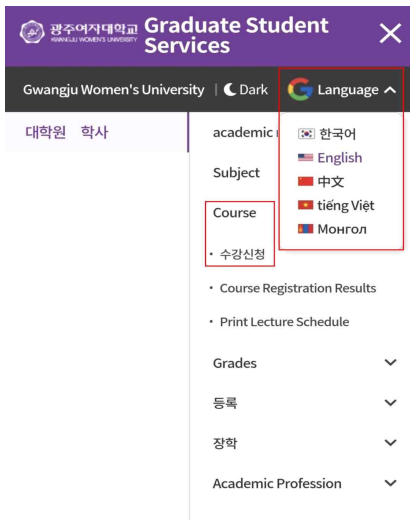 광주여자대학교
KWANGJU WOMEN'S UNIVERSITY
Graduate Student
Services
Gwangju Women's University | Dark
Language
대학원 학사
academic
한국어
English
中文
tiếng Việt
Монгол
Subject
Course
• 수강신청
• Course Registration Results
• Print Lecture Schedule
Grades
등록
장학
Academic Profession